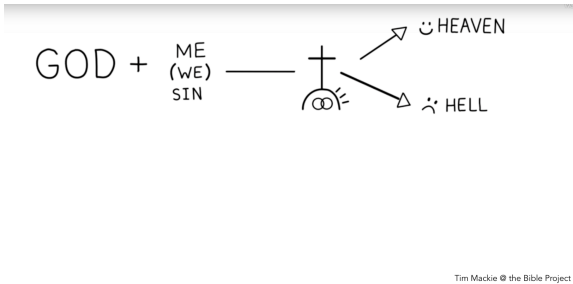 GOD + ME
(WE)
SIN
HEAVEN
HELL
Tim Mackie @ the Bible Project